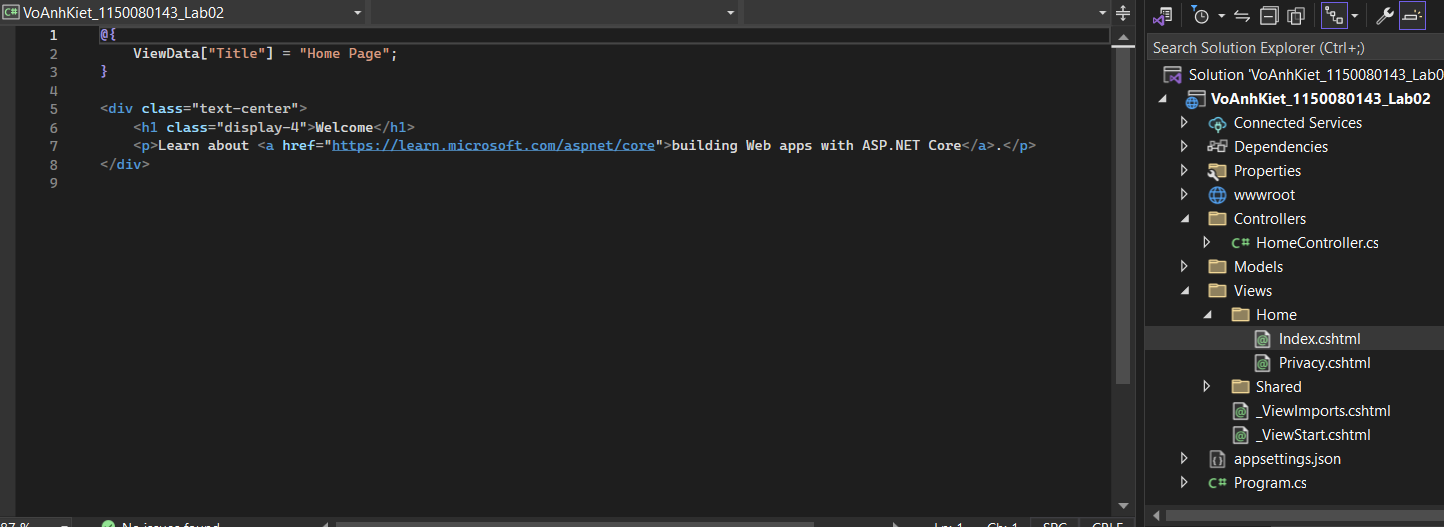 VoAnhKiet_1150080143_Lab02
1 @{
2 ViewData["Title"] = "Home Page";
3 }
4
5 <div class="text-center">
6 <h1 class="display-4">Welcome</h1>
7 <p>Learn about <a href="https://learn.microsoft.com/aspnet/core">building Web apps with ASP.NET Core</a>.</p>
8 </div>
9
87 %
No issues found
Ln: 1
Ch: 1
SPC
CRLF
Search Solution Explorer (Ctrl+;)
Solution 'VoAnhKiet_1150080143_Lab0
VoAnhKiet_1150080143_Lab02
Connected Services
Dependencies
Properties
wwwroot
Controllers
C# HomeController.cs
Models
Views
Home
Index.cshtml
Privacy.cshtml
Shared
_ViewImports.cshtml
_ViewStart.cshtml
appsettings.json
C# Program.cs